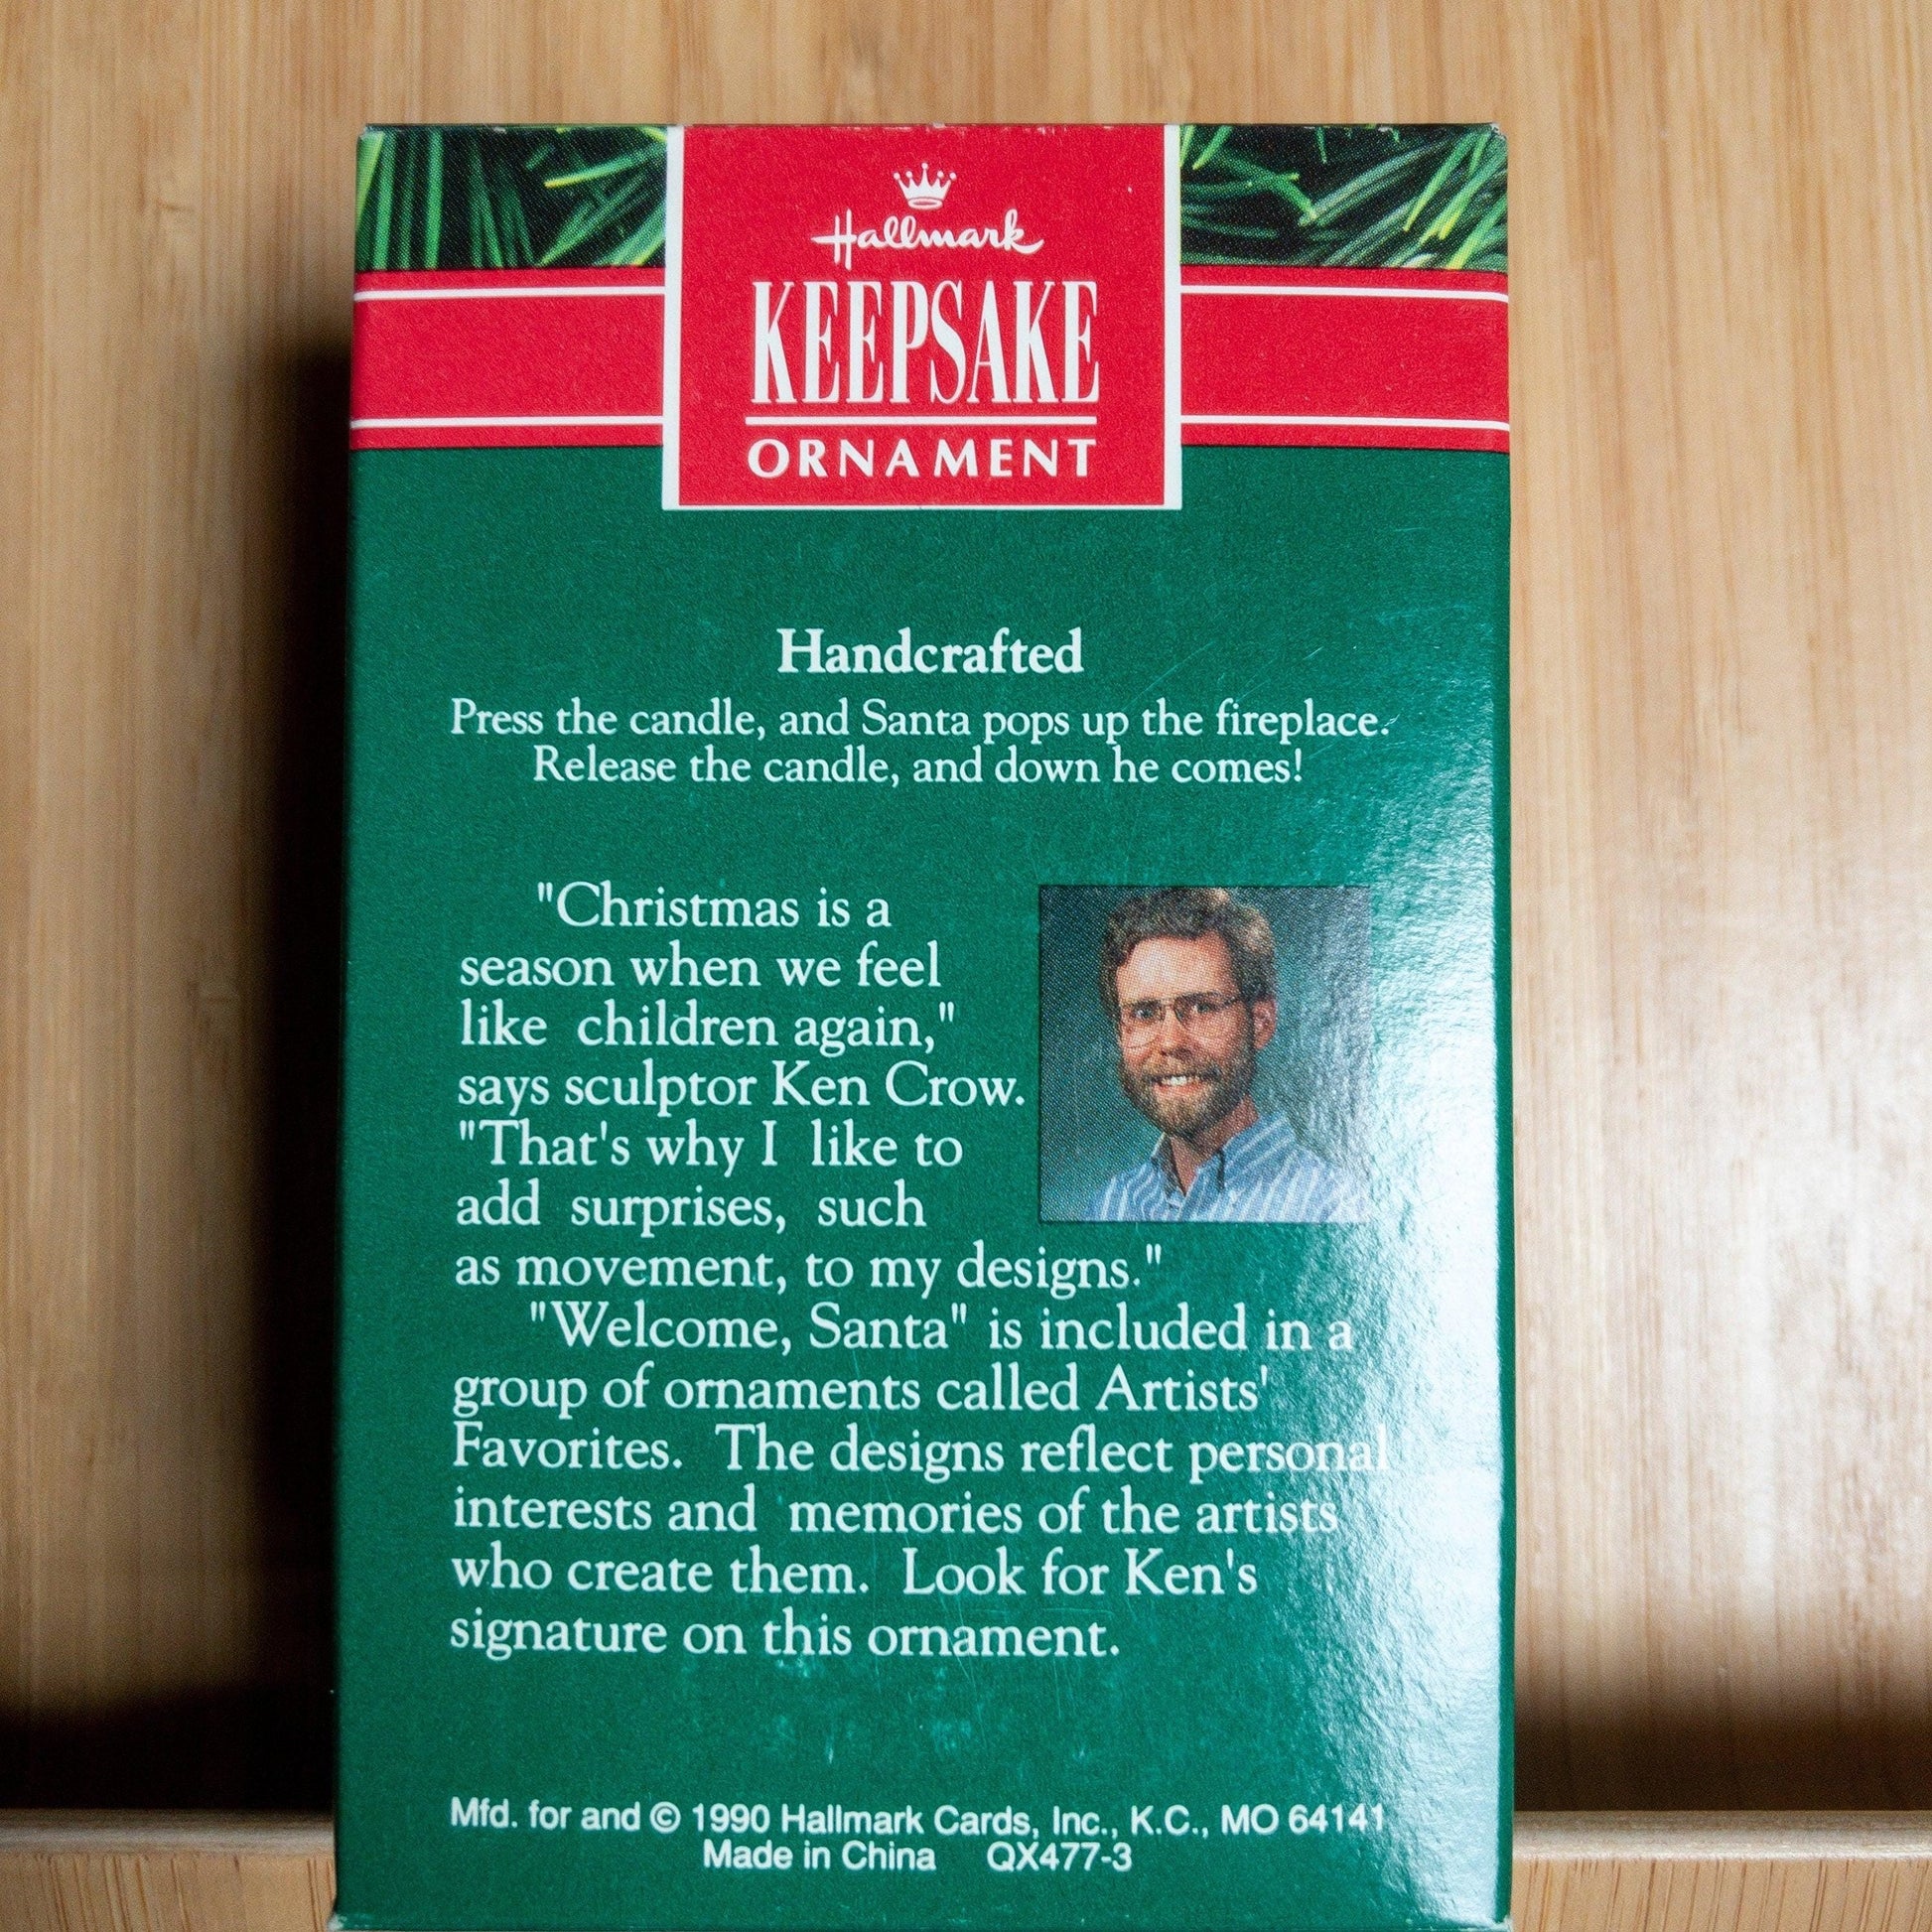 Hallmark
KEEPSAKE
ORNAMENT
Handcrafted
Press the candle, and Santa pops up the fireplace.
Release the candle, and down he comes!
"Christmas is a
season when we feel
like children again,"
says sculptor Ken Crow.
"That's why I like to
add surprises, such
as movement, to my designs."
"Welcome, Santa" is included in a
group of ornaments called Artists'
Favorites. The designs reflect personal
interests and memories of the artists
who create them. Look for Ken's
signature on this ornament.
Mfd. for and © 1990 Hallmark Cards, Inc., K.C., MO 64141
Made in China QX477-3